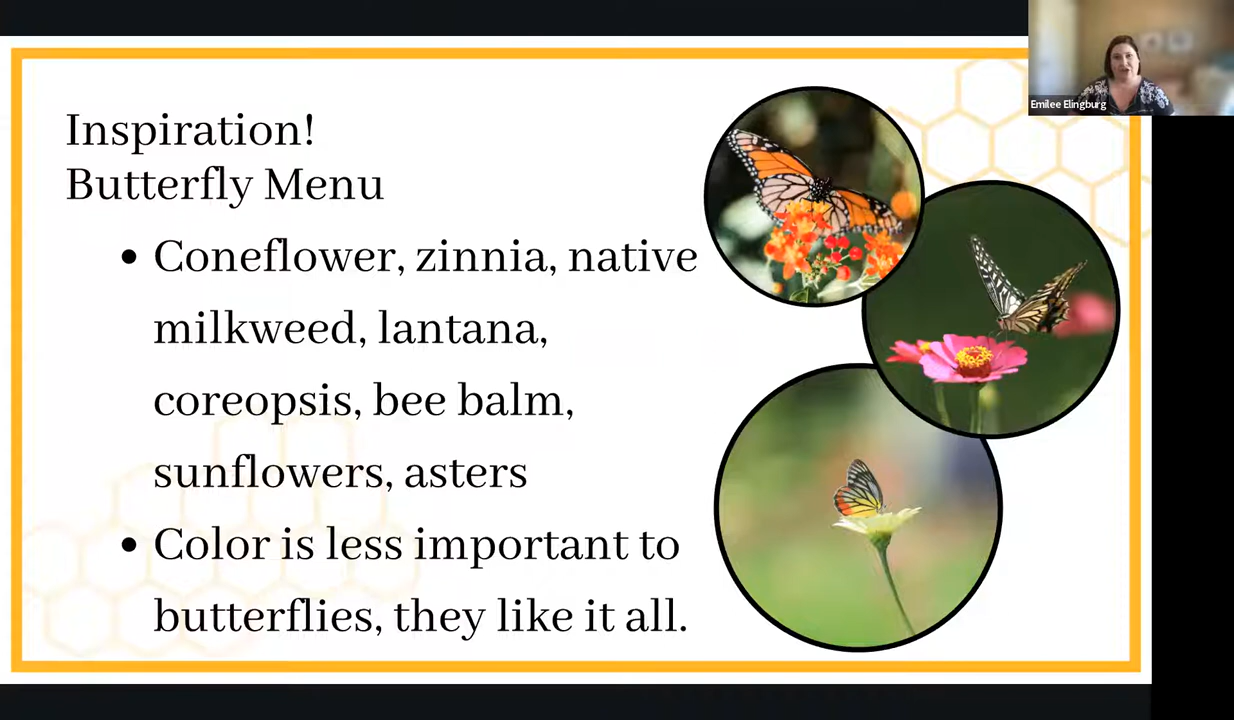 Inspiration!
Butterfly Menu
Coneflower, zinnia, native
milkweed, lantana,
coreopsis, bee balm,
sunflowers, asters
Color is less important to
butterflies, they like it all.
Emilee Elingburg